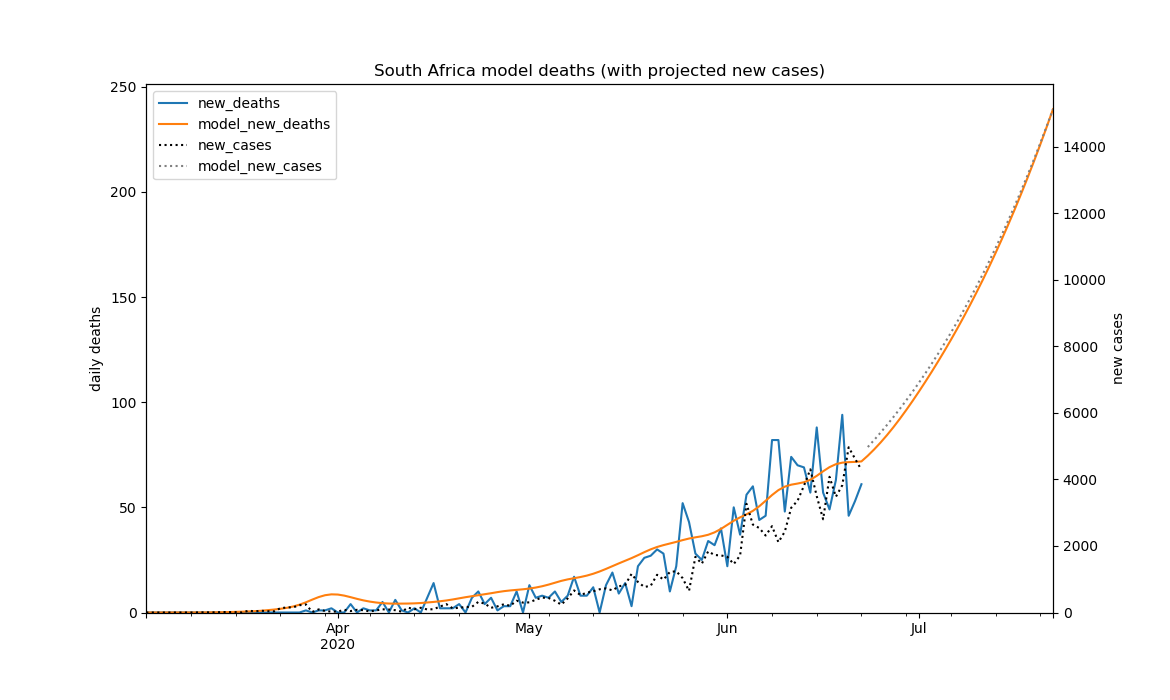 South Africa model deaths (with projected new cases)
new_deaths
model_new_deaths
new_cases
model_new_cases
250
200
150
100
50
0
daily deaths
14000
12000
10000
8000
6000
4000
2000
0
new cases
Apr
2020
May
Jun
Jul